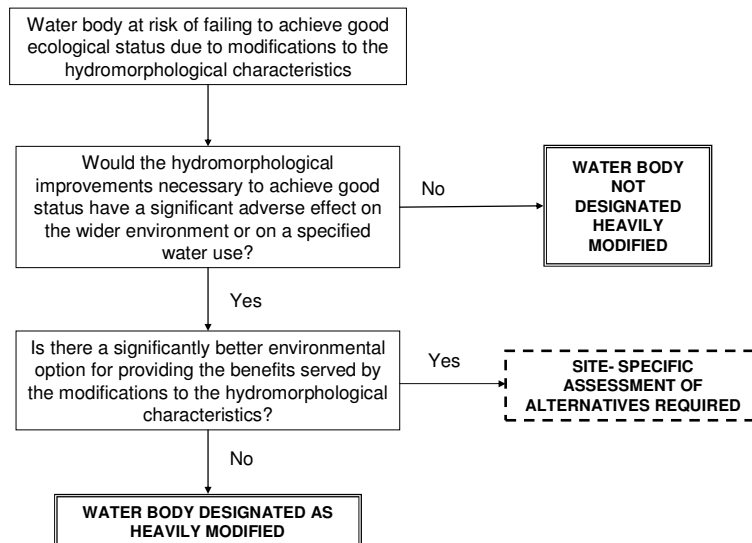 Water body at risk of failing to achieve good
ecological status due to modifications to the
hydromorphological characteristics
Would the hydromorphological
improvements necessary to achieve good
status have a significant adverse effect on
the wider environment or on a specified
water use?
No
WATER BODY
NOT
DESIGNATED
HEAVILY
MODIFIED
Yes
Is there a significantly better environmental
option for providing the benefits served by
the modifications to the hydromorphological
characteristics?
Yes
SITE- SPECIFIC
ASSESSMENT OF
ALTERNATIVES REQUIRED
No
WATER BODY DESIGNATED AS
HEAVILY MODIFIED